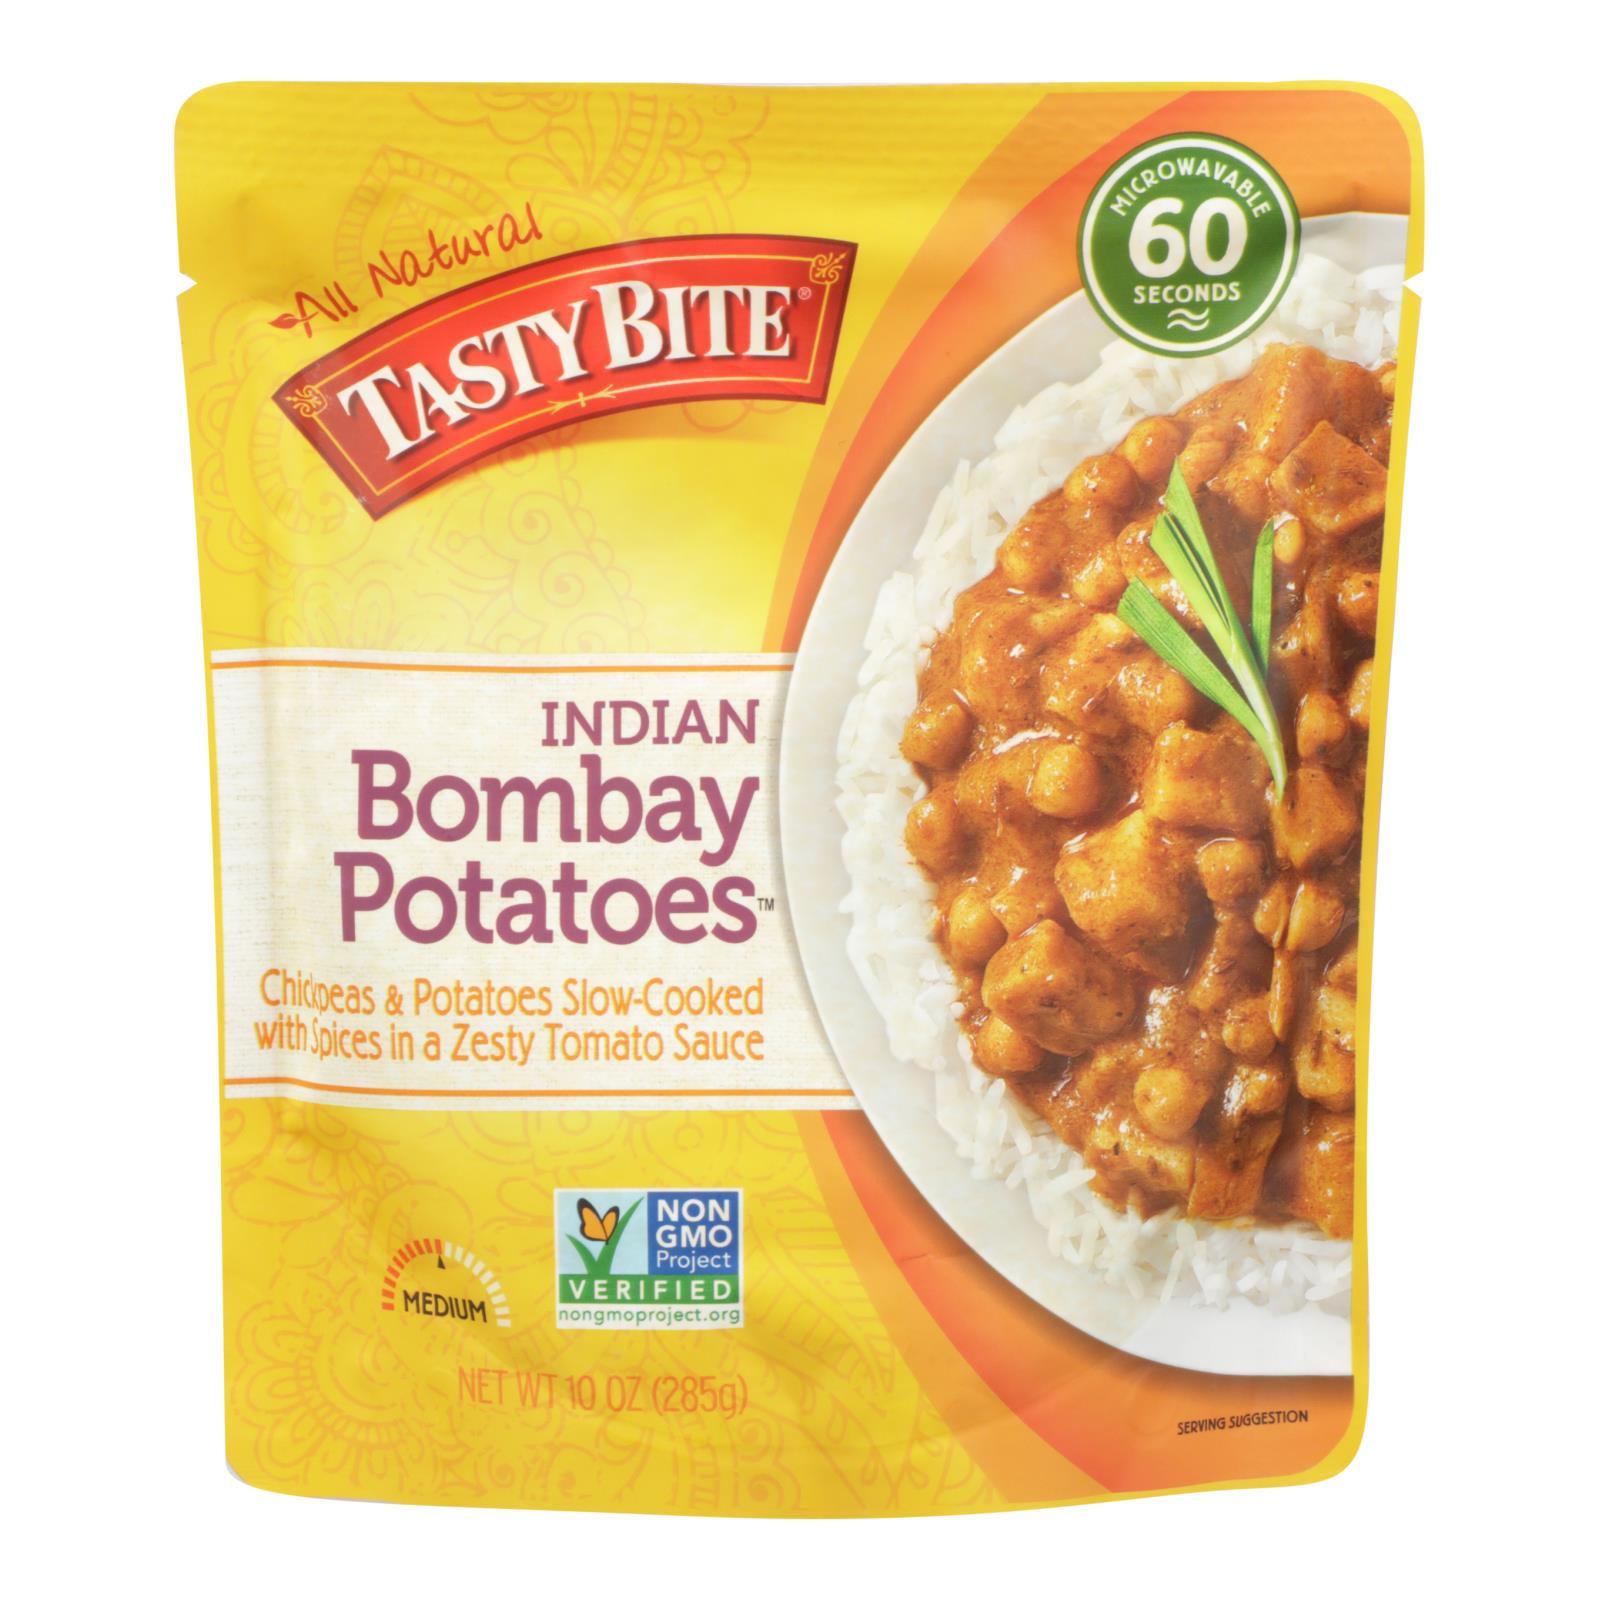 All Natural
TASTY BITE®
MICROWAVABLE
60
SECONDS
INDIAN
Bombay
Potatoes™
Chickpeas & Potatoes Slow-Cooked
with Spices in a Zesty Tomato Sauce
MEDIUM
NON
GMO
Project
VERIFIED
nongmoproject.org
NET WT 10 OZ (285g)
SERVING SUGGESTION